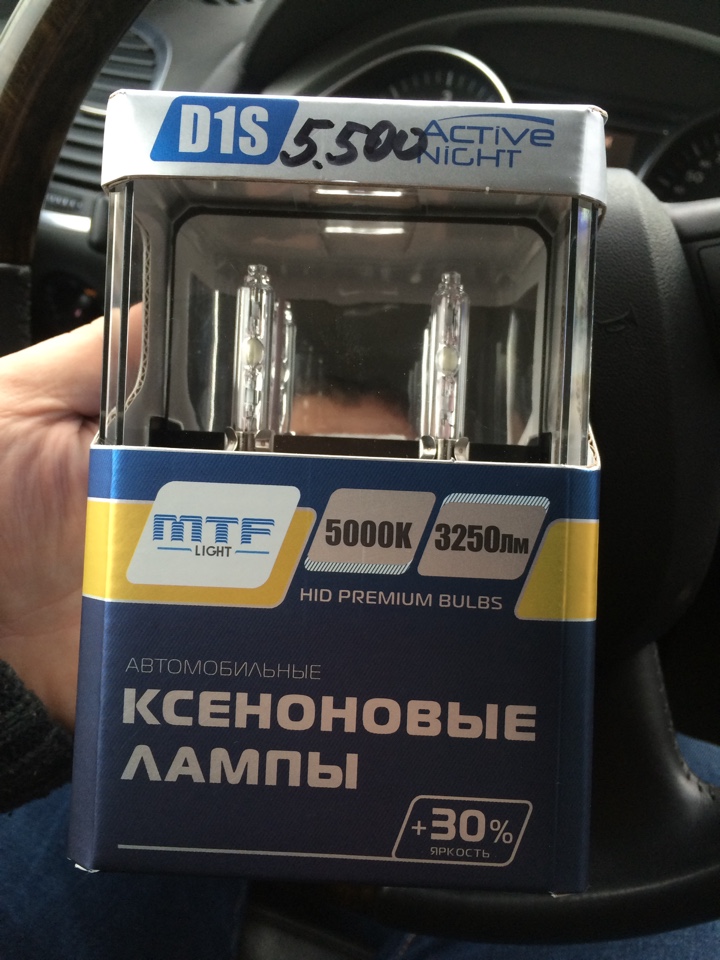 D1S 5.500 ACTIVE
NIGHT
MTF
LIGHT
5000K 3250лм
HID PREMIUM BULBS
АВТОМОБИЛЬНЫЕ
КСЕНОНОВЫЕ
ЛАМПЫ
+30%
ЯРКОСТЬ